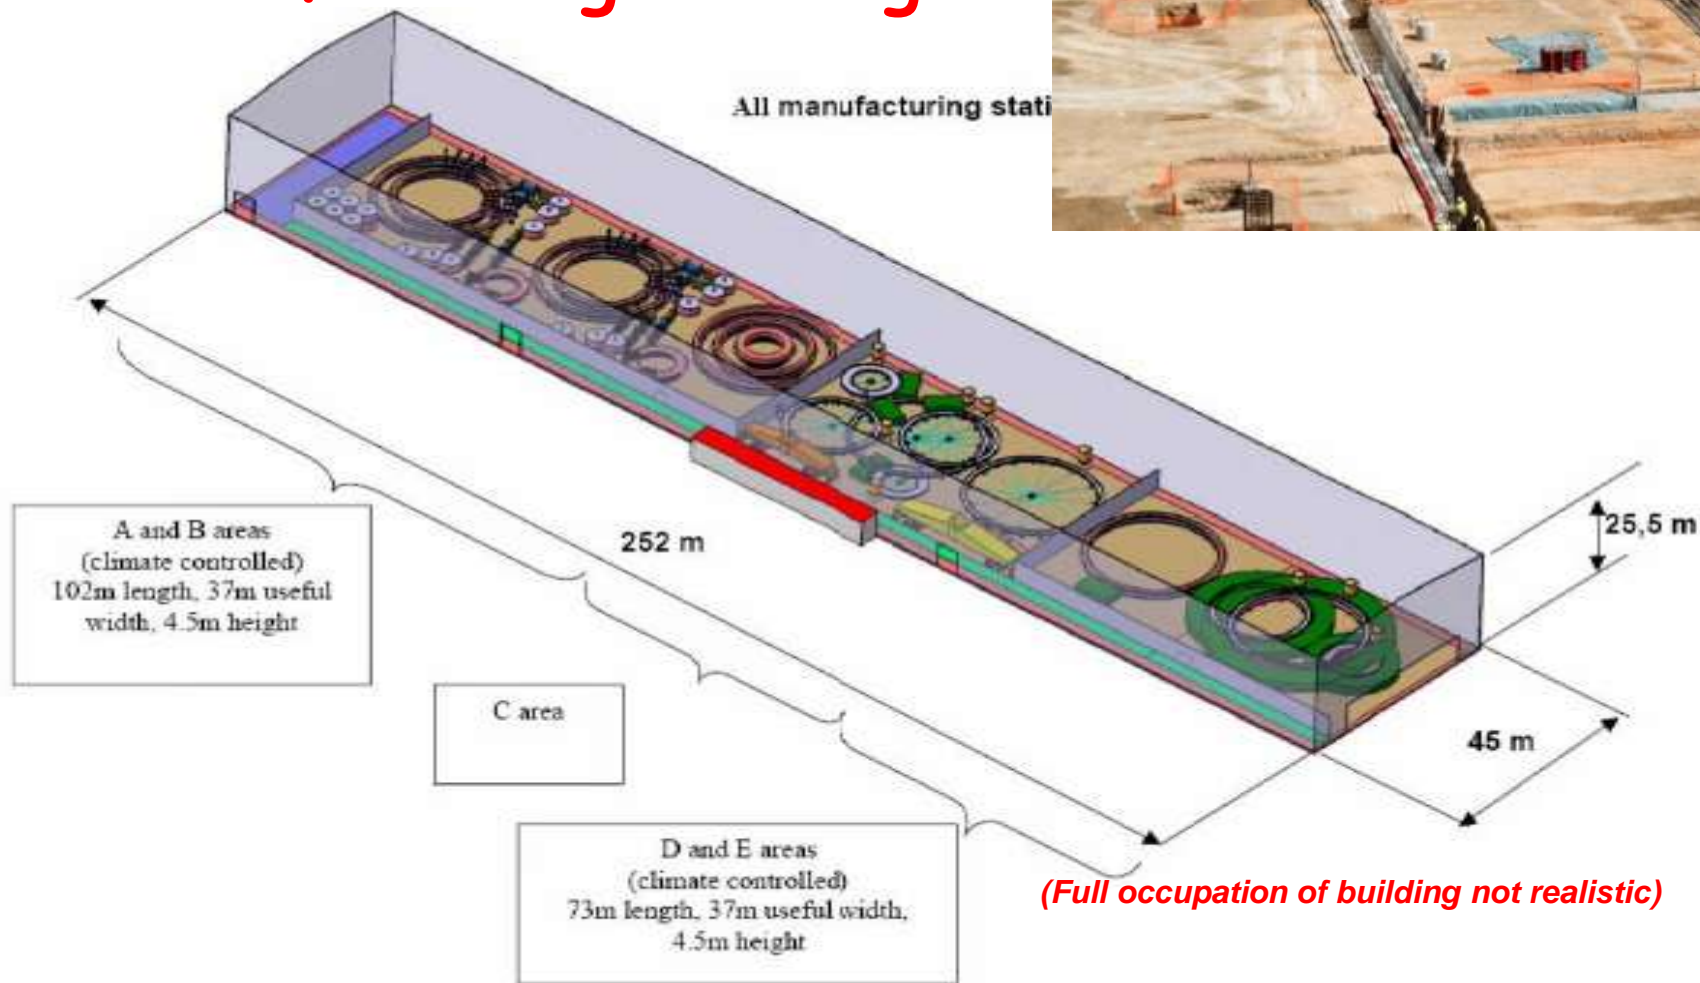 All manufacturing stati
25,5 m
A and B areas
(climate controlled)
102m length, 37m useful
width, 4.5m height
252 m
C area
45 m
D and E areas
(climate controlled)
73m length, 37m useful width,
4.5m height
(Full occupation of building not realistic)